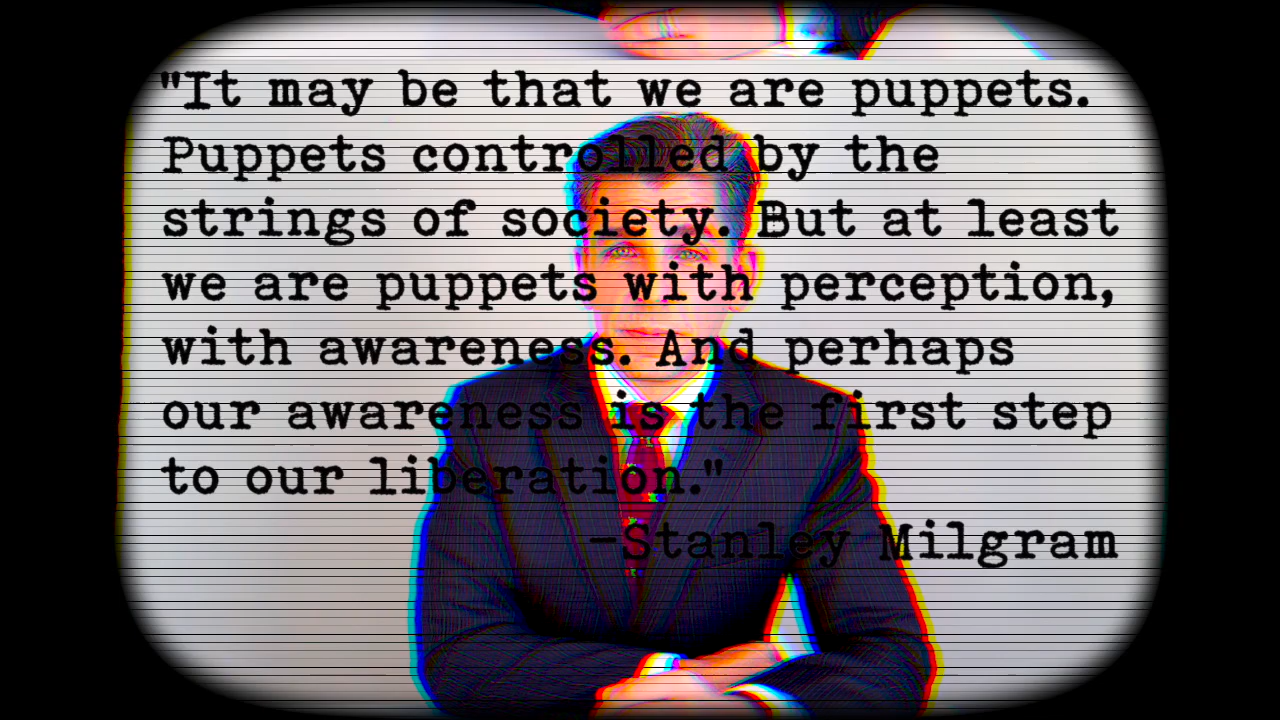 "It may be that we are puppets.
Puppets controlled by the
strings of society. But at least
we are puppets with perception,
with awareness. And perhaps
our awareness is the first step
to our liberation."
-Stanley Milgram